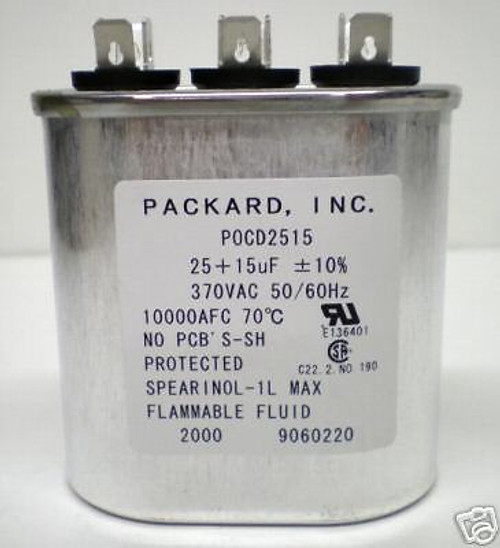 PACKARD, INC.
POCD2515
25+15uF ±10%
370VAC 50/60Hz
10000AFC 70℃
NO PCB'S-SH
E136401
PROTECTED
C22.2.NO 190
SPEARINOL-1L MAX
FLAMMABLE FLUID
2000 9060220